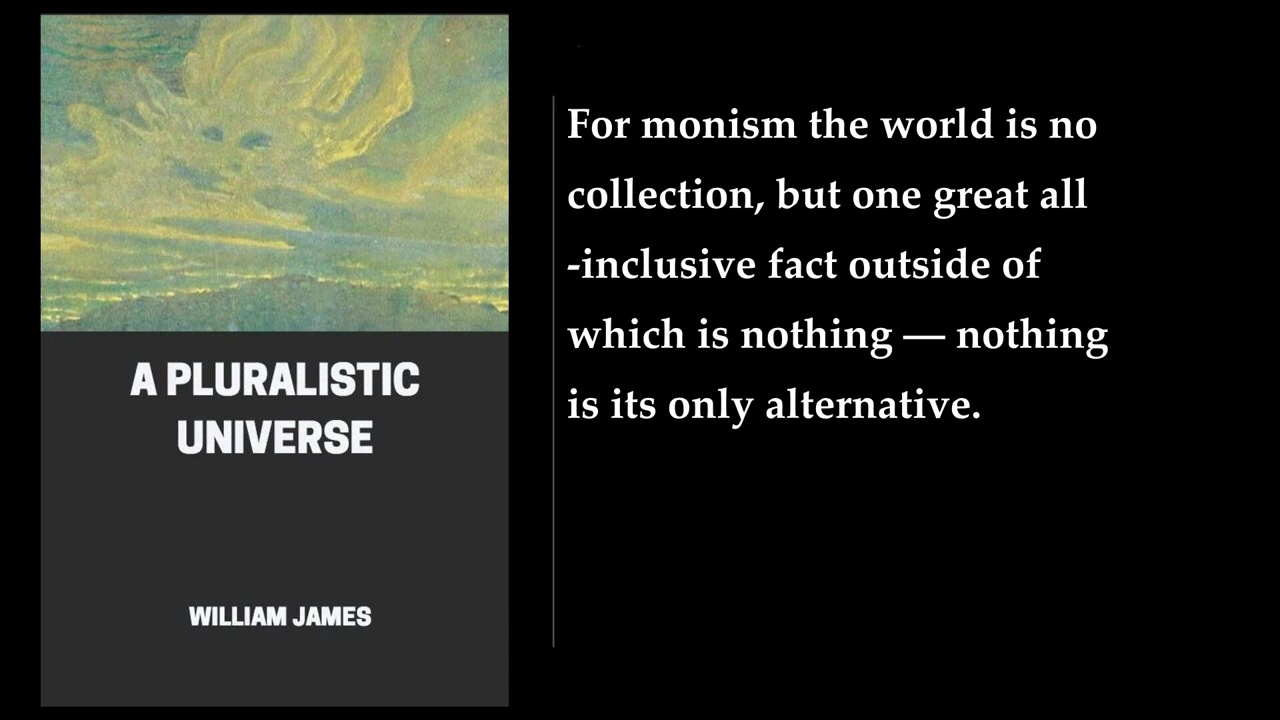 A PLURALISTIC
UNIVERSE
WILLIAM JAMES
For monism the world is no
collection, but one great all
-inclusive fact outside of
which is nothing — nothing
is its only alternative.